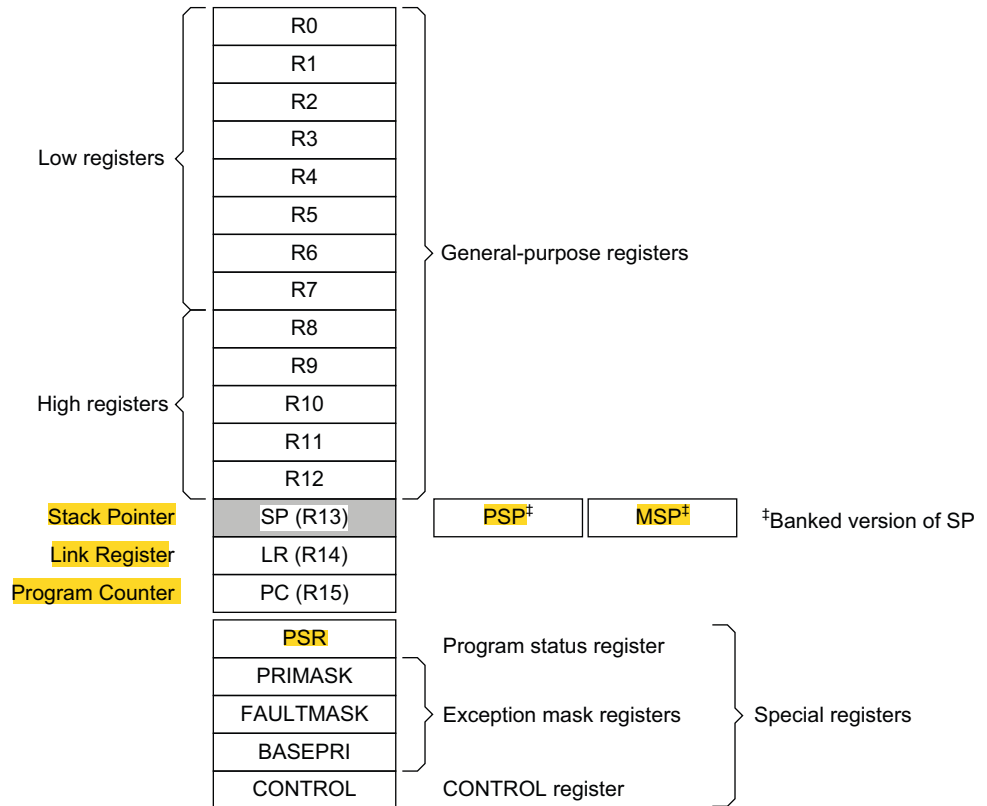 R0
R1
R2
R3
Low registers
R4
R5
R6
General-purpose registers
R7
R8
R9
High registers
R10
R11
R12
Stack Pointer SP (R13) PSP‡ MSP‡ ‡Banked version of SP
Link Register LR (R14)
Program Counter PC (R15)
PSR Program status register
PRIMASK
FAULTMASK Exception mask registers Special registers
BASEPRI
CONTROL CONTROL register